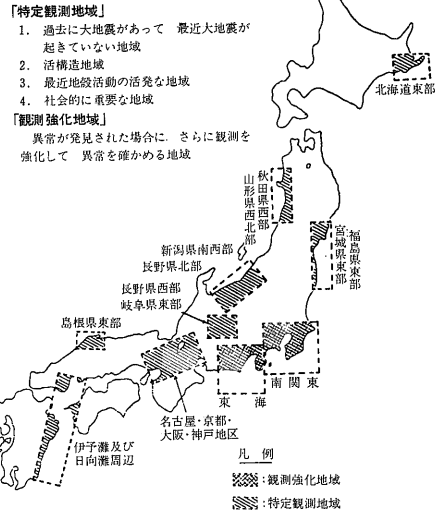 「特定観測地域」
1. 過去に大地震があって 最近大地震が
起きていない地域
2. 活構造地域
3. 最近地殻活動の活発な地域
4. 社会的に重要な地域
「観測強化地域」
異常が発見された場合に、さらに観測を
強化して 異常を確かめる地域
北海道東部
秋田県西部
山形県西北部
福島県東部
宮城県東部
新潟県南西部
長野県北部
長野県西部
岐阜県東部
島根県東部
南関東
東海
名古屋・京都・
大阪・神戸地区
伊予灘及び
日向灘周辺
凡例
:観測強化地域
:特定観測地域